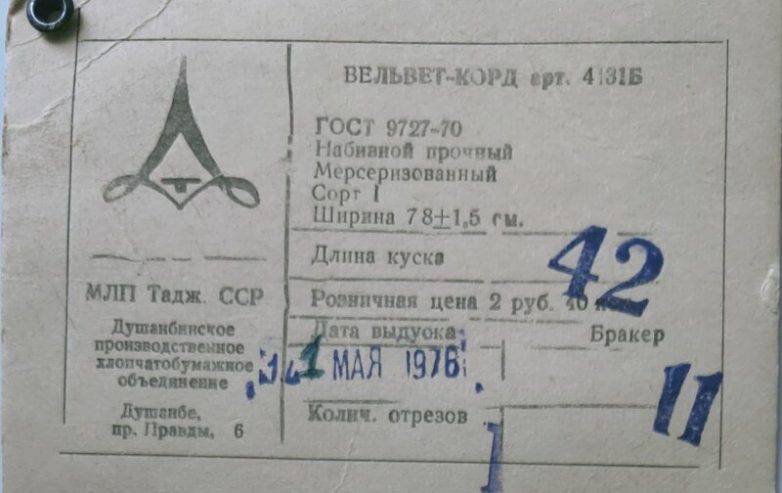 ВЕЛЬВЕТ-КОРД арт. 4131Б
ГОСТ 9727-70
Набивной прочный
Мерсеризованный
Сорт I
Ширина 78±1,5 см.
Длина куска 42
Розничная цена 2 руб. 40
Дата выдуока
Бракер
МАЯ 1976
11
Колич. отрезов
МЛП Тадж. ССР
Душанбинское
производственное
хлопчатобумажное
объединение
Душанбе,
пр. Правды, 6